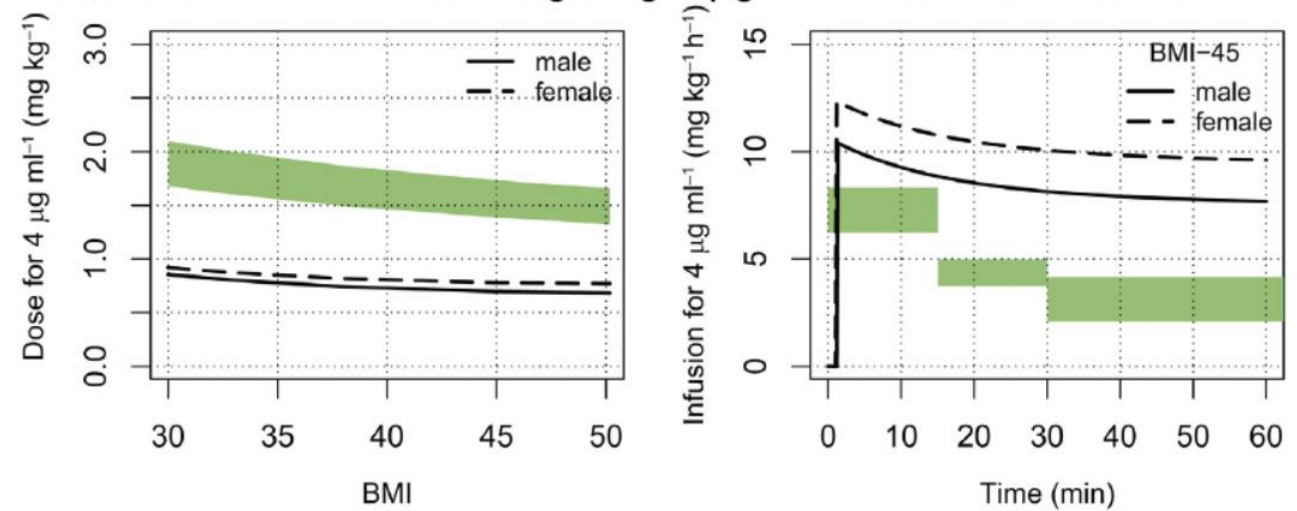 Dose for 4 μg ml⁻¹ (mg kg⁻¹)
3.0
2.0
1.0
0.0
male
female
30 35 40 45 50
BMI
Infusion for 4 μg ml⁻¹ (mg kg⁻¹ h⁻¹)
15
10
5
0
BMI−45
male
female
0 10 20 30 40 50 60
Time (min)